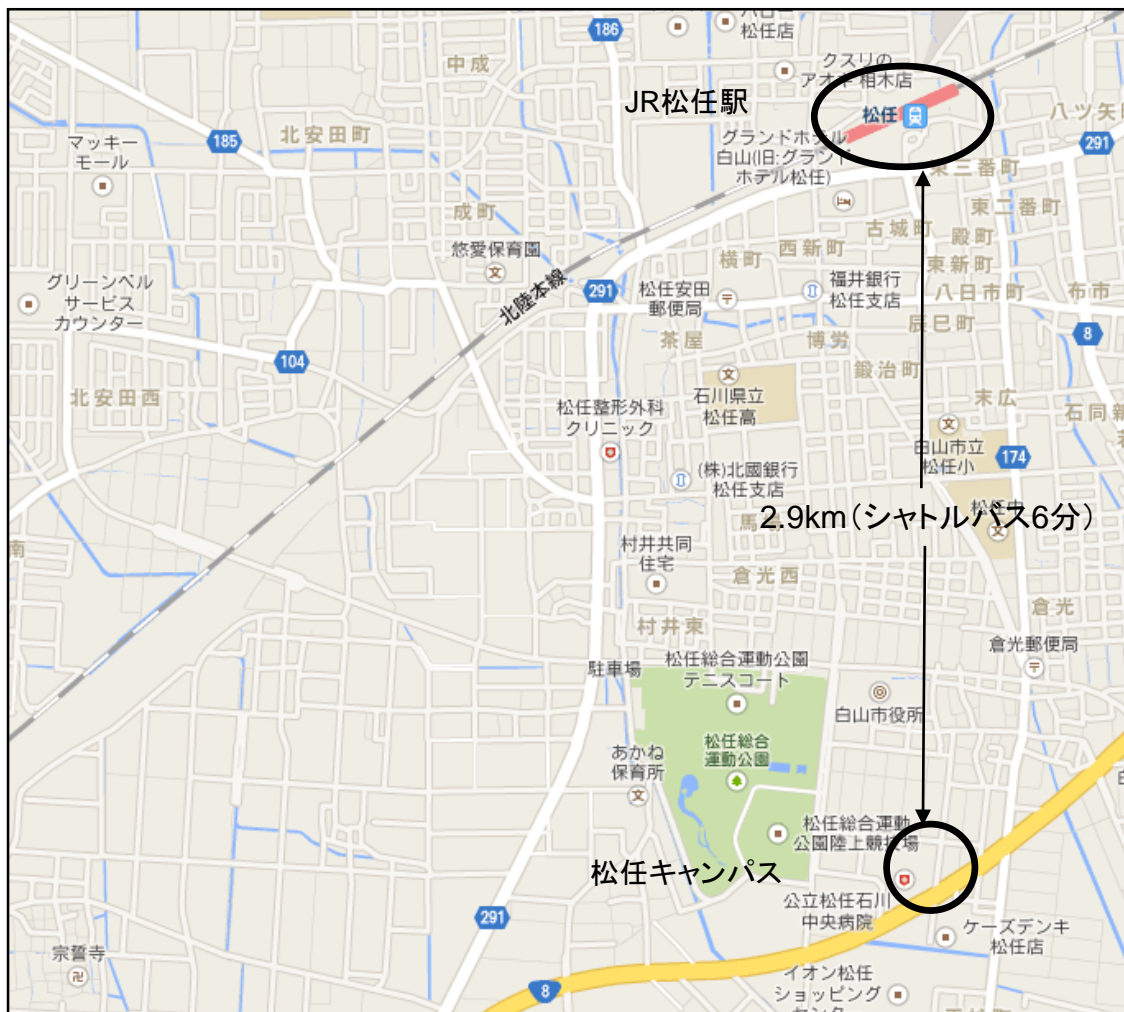 松任店
186
クスリの
アオキ 相木店
JR松任駅
松任
中成
八ツ矢
北安田町
185
マッキー
モール
グランドホテル
白山(旧:グランド
ホテル松任)
東三番町
291
東二番町
成町
古城町
殿町
悠愛保育園
横町
西新町
東新町
グリーンベル
サービス
カウンター
北陸本線
291
松任安田
郵便局
福井銀行
松任支店
八日市町
布市
辰巳町
8
茶屋
博労
104
鍛治町
北安田西
石川県立
松任高
末広
松任整形外科
クリニック
白山市立
松任小
174
(株)北國銀行
松任支店
2.9km(シャトルバス6分)
松任中
馬
南
村井共同
住宅
倉光西
倉光
村井東
倉光郵便局
駐車場
松任総合運動公園
テニスコート
白山市役所
松任総合
運動公園
あかね
保育所
松任総合運動
公園陸上競技場
松任キャンパス
公立松任石川
中央病院
291
ケーズデンキ
松任店
宗誓寺
8
イオン松任
ショッピング